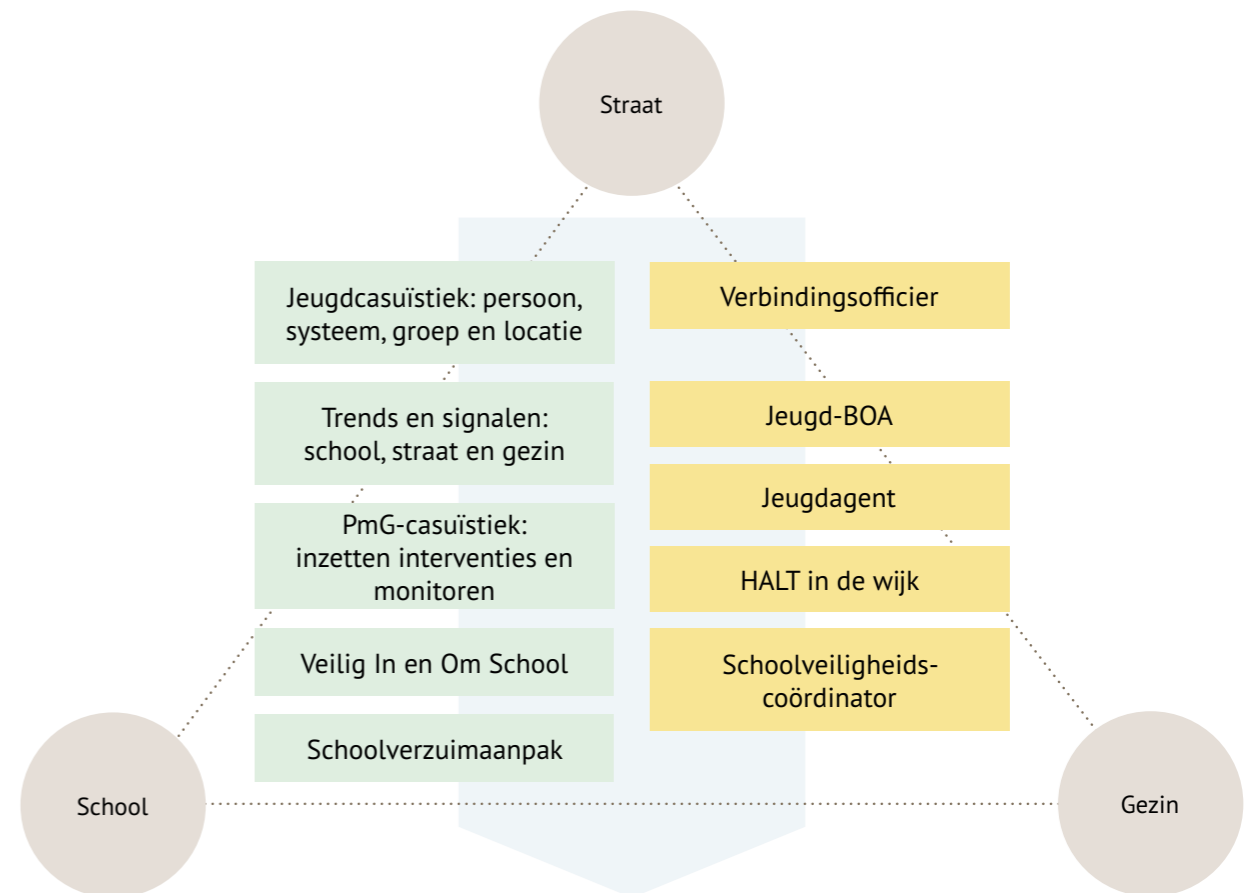 Straat
Jeugdcasuïstiek: persoon,
systeem, groep en locatie
Trends en signalen:
school, straat en gezin
PmG-casuïstiek:
inzetten interventies en
monitoren
Veilig In en Om School
Schoolverzuimaanpak
Verbindingsofficier
Jeugd-BOA
Jeugdagent
HALT in de wijk
Schoolveiligheids-
coördinator
School
Gezin